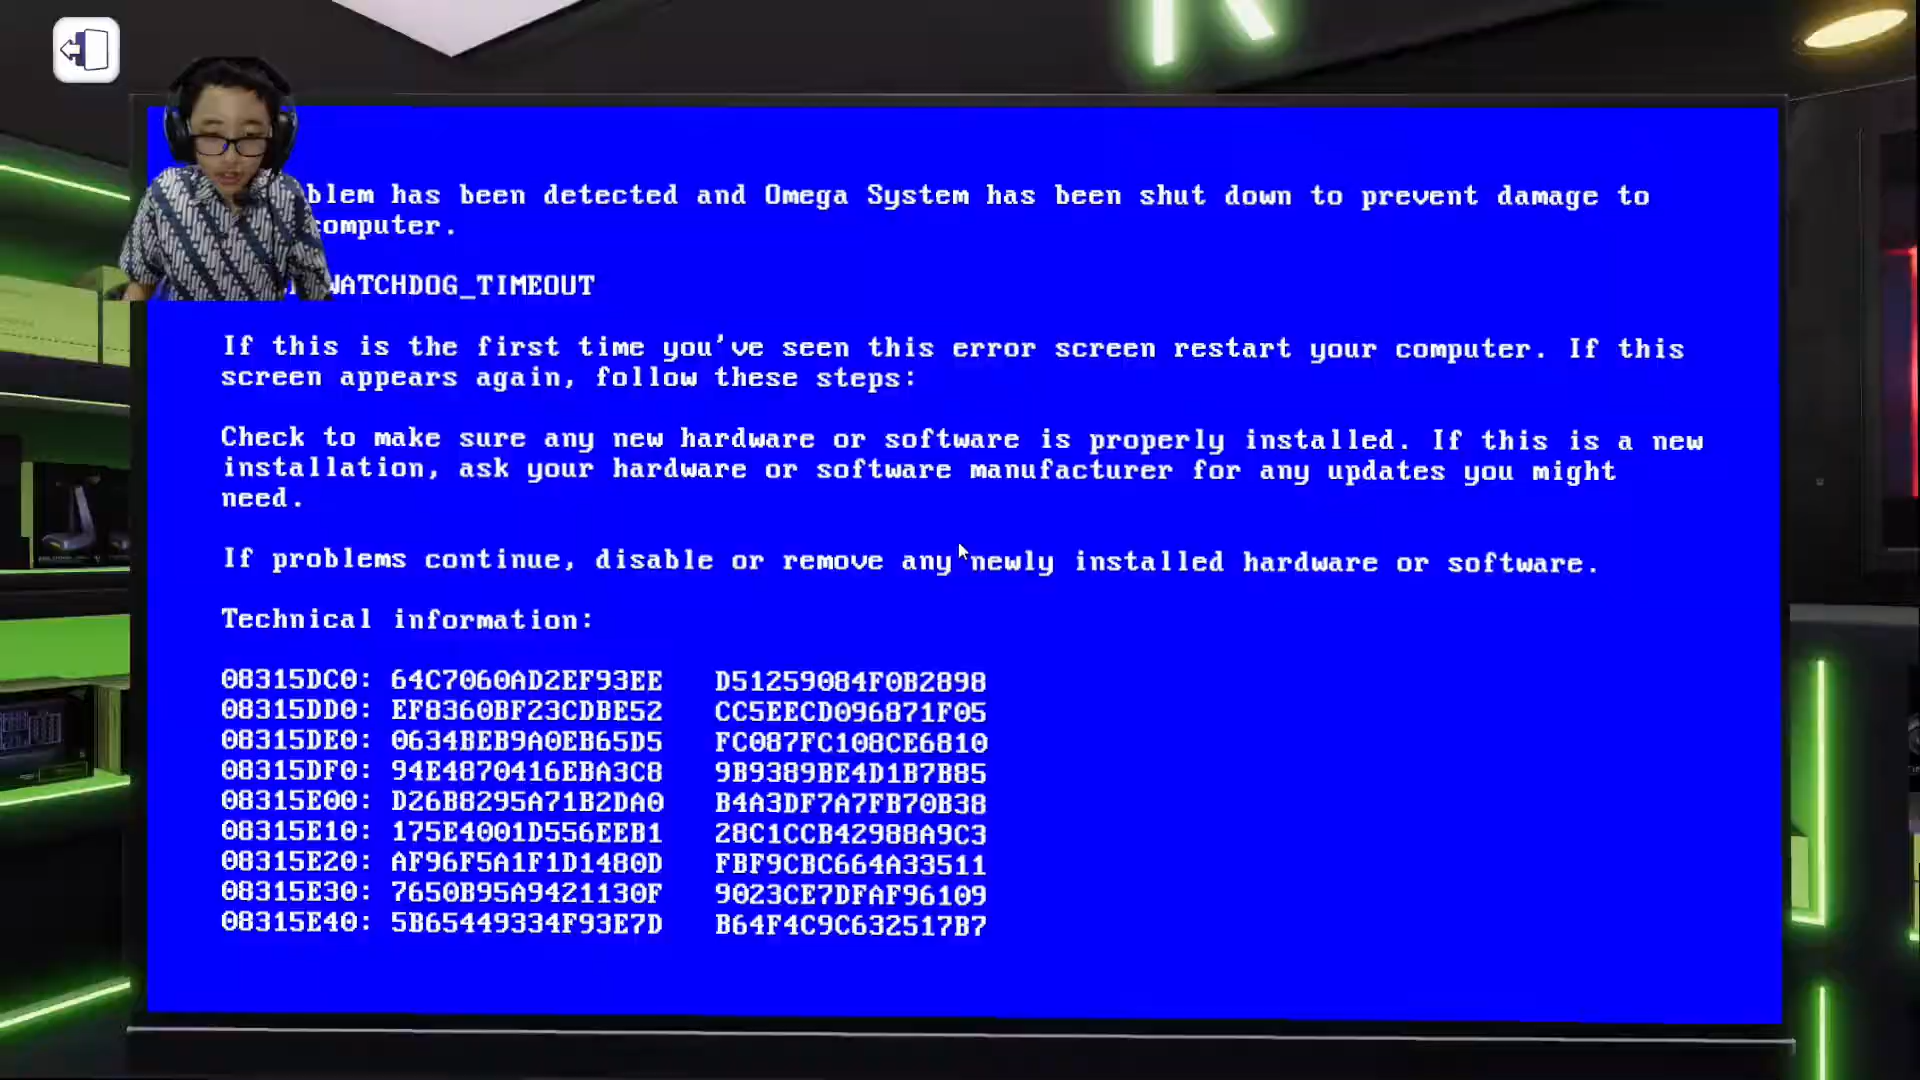 blem has been detected and Omega System has been shut down to prevent damage to
computer.
WATCHDOG_TIMEOUT
If this is the first time you've seen this error screen restart your computer. If this
screen appears again, follow these steps:
Check to make sure any new hardware or software is properly installed. If this is a new
installation, ask your hardware or software manufacturer for any updates you might
need.
If problems continue, disable or remove any newly installed hardware or software.
Technical information:
08315DC0: 64C7060AD2EF93EE D51259084F0B2898
08315DD0: EF8360BF23CDBE52 CC5EECD096871F05
08315DE0: 0634BEB9A0EB65D5 FC087FC108CE6810
08315DF0: 94E4870416EBA3C8 9B9389BE4D1B7B85
08315E00: D26B8295A71B2DA0 B4A3DF7A7FB70B38
08315E10: 175E4001D556EEB1 28C1CCB42988A9C3
08315E20: AF96F5A1F1D1480D FBF9CBC664A33511
08315E30: 7650B95A9421130F 9023CE7DFAF96109
08315E40: 5B65449334F93E7D B64F4C9C632517B7